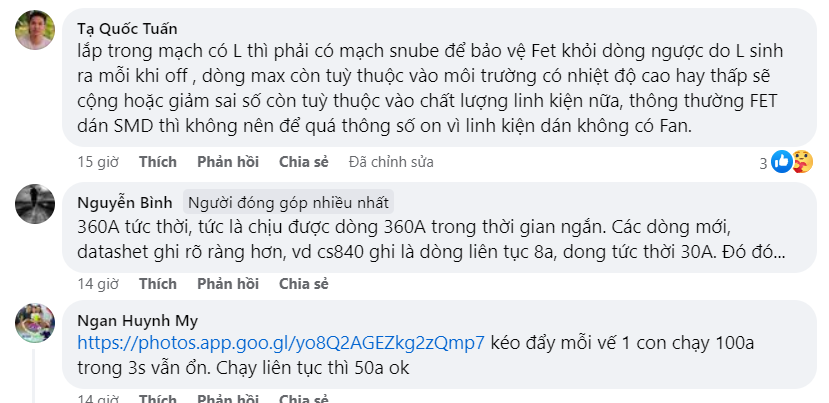 Tạ Quốc Tuấn
lắp trong mạch có L thì phải có mạch snube để bảo vệ Fet khỏi dòng ngược do L sinh
ra mỗi khi off , dòng max còn tuỳ thuộc vào môi trường có nhiệt độ cao hay thấp sẽ
cộng hoặc giảm sai số còn tuỳ thuộc vào chất lượng linh kiện nữa, thông thường FET
dán SMD thì không nên để quá thông số on vì linh kiện dán không có Fan.
15 giờ Thích Phản hồi Chia sẻ Đã chỉnh sửa 3
Nguyễn Bình Người đóng góp nhiều nhất
360A tức thời, tức là chịu được dòng 360A trong thời gian ngắn. Các dòng mới,
datashet ghi rõ ràng hơn, vd cs840 ghi là dòng liên tục 8a, dong tức thời 30A. Đó đó...
14 giờ Thích Phản hồi Chia sẻ
Ngan Huynh My
https://photos.app.goo.gl/yo8Q2AGEZkg2zQmp7 kéo đẩy mỗi vế 1 con chạy 100a
trong 3s vẫn ổn. Chạy liên tục thì 50a ok
14 giờ Thích Phản hồi Chia sẻ